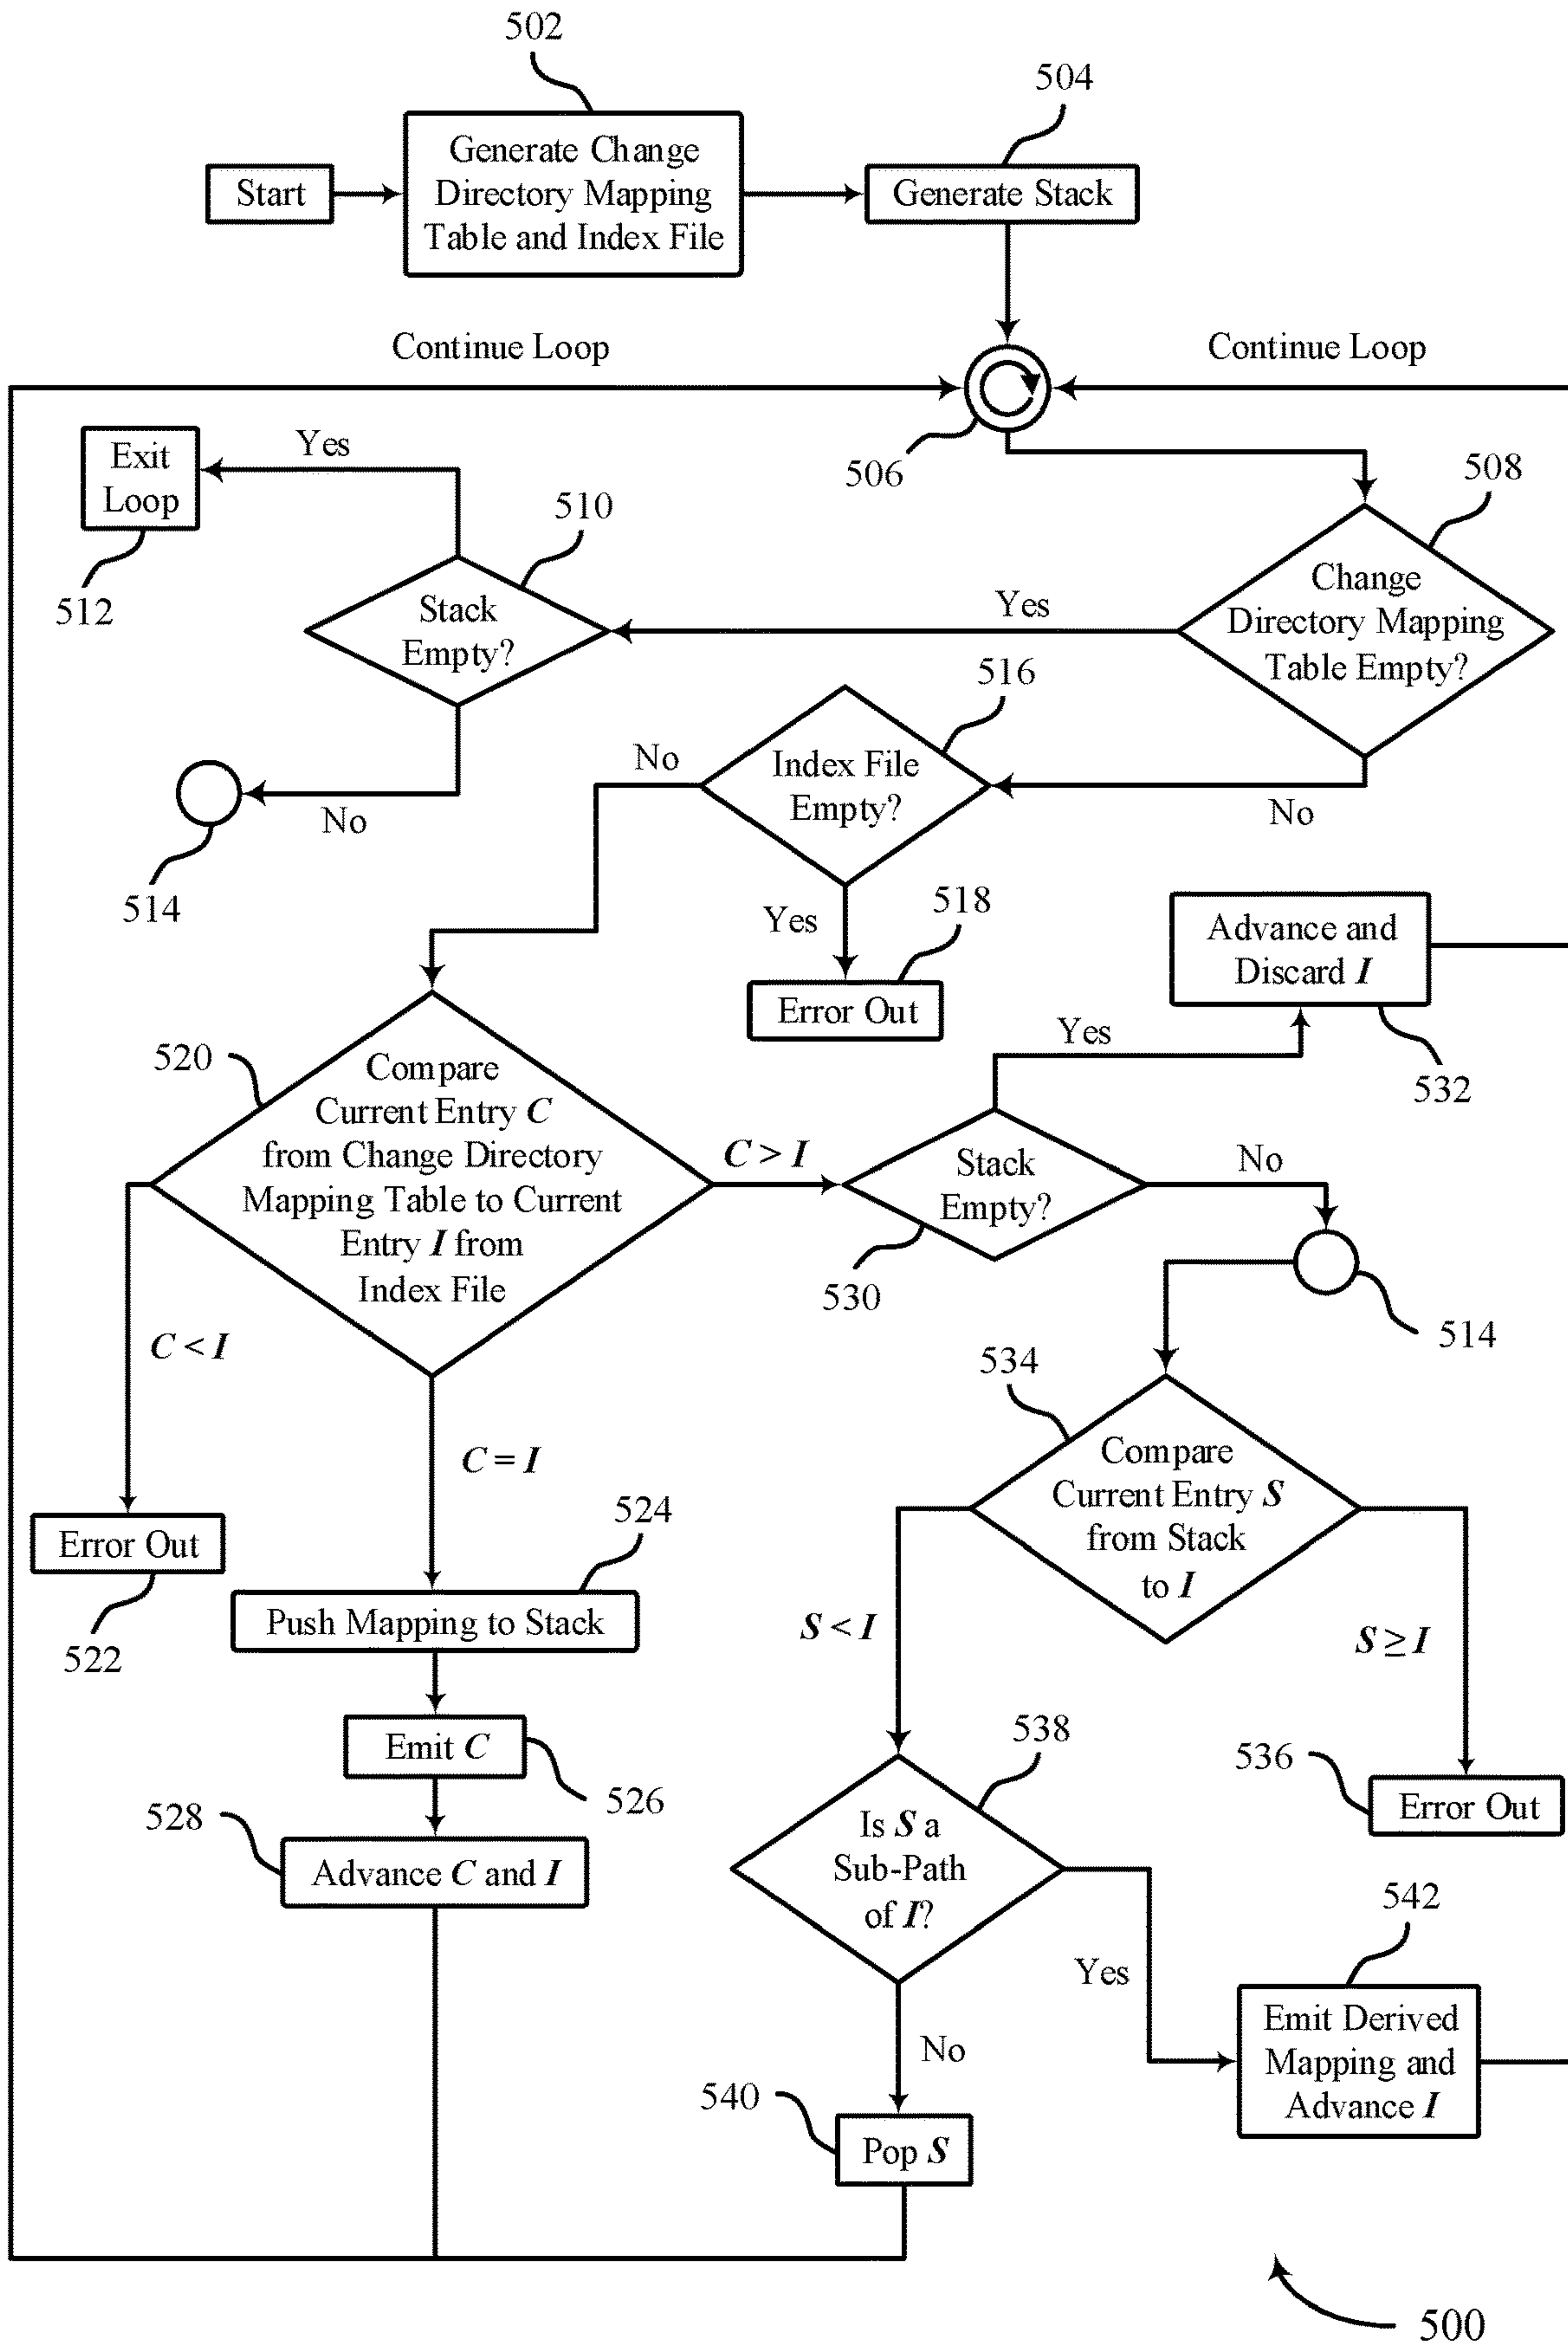 502
504
Start
Generate Change
Directory Mapping
Table and Index File
Generate Stack
Continue Loop
Continue Loop
506
508
Exit
Loop
Yes
510
512
Stack
Empty?
Yes
Change
Directory Mapping
Table Empty?
516
No
Index File
Empty?
No
No
514
Yes
518
Error Out
Advance and
Discard I
532
520
Compare
Current Entry C
from Change Directory
Mapping Table to Current
Entry I from
Index File
C > I
Yes
Stack
Empty?
No
530
514
C < I
C = I
534
Compare
Current Entry S
from Stack
to I
Error Out
522
524
Push Mapping to Stack
S < I
S ≥ I
Emit C
526
538
536
Error Out
528
Advance C and I
Is S a
Sub-Path
of I?
Yes
542
No
Emit Derived
Mapping and
Advance I
540
Pop S
500